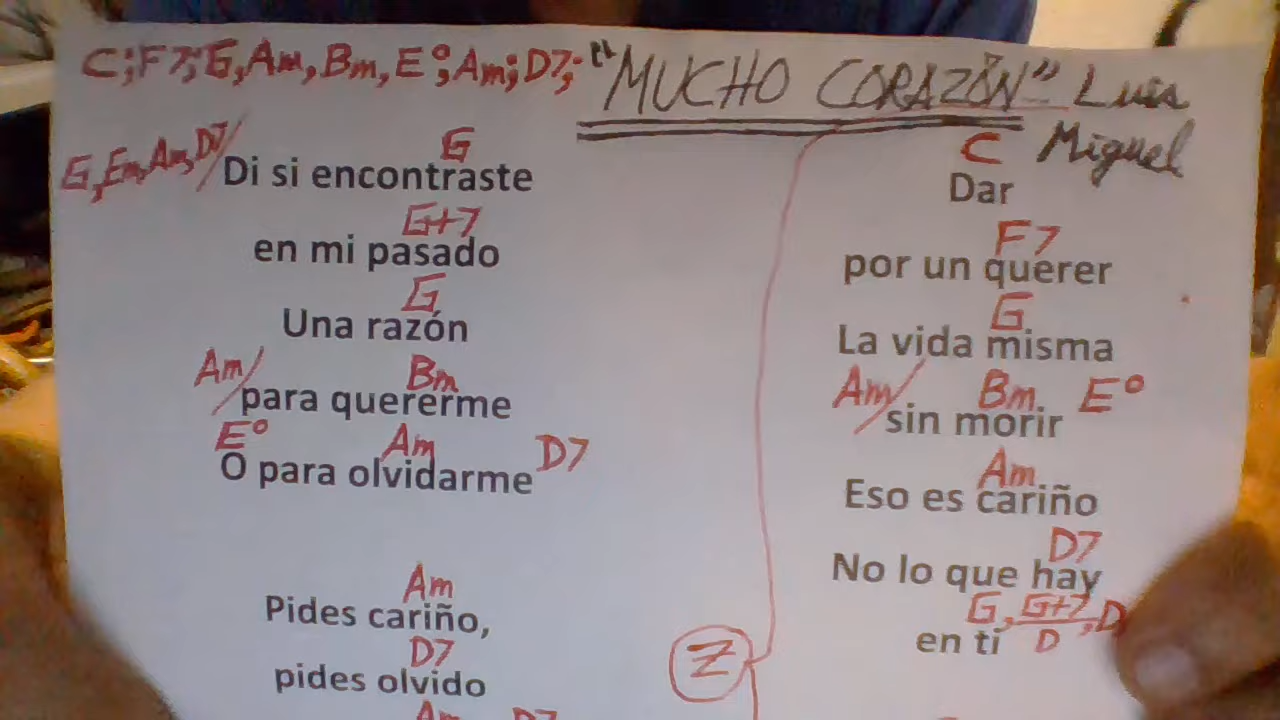 C;F7;G,Am,Bm,E°;Am;D7;"MUCHO CORAZÓN" Luis Miguel
G,Em,Am,D7/ G
Di si encontraste
G+7
en mi pasado
G
Una razón
Am/ Bm
para quererme
E° Am D7
O para olvidarme
Am
Pides cariño,
D7
pides olvido
Am D7
C
Dar
F7
por un querer
G
La vida misma
Am/ Bm E°
sin morir
Am
Eso es cariño
D7
No lo que hay
G, G+7/D, D
en ti
Z